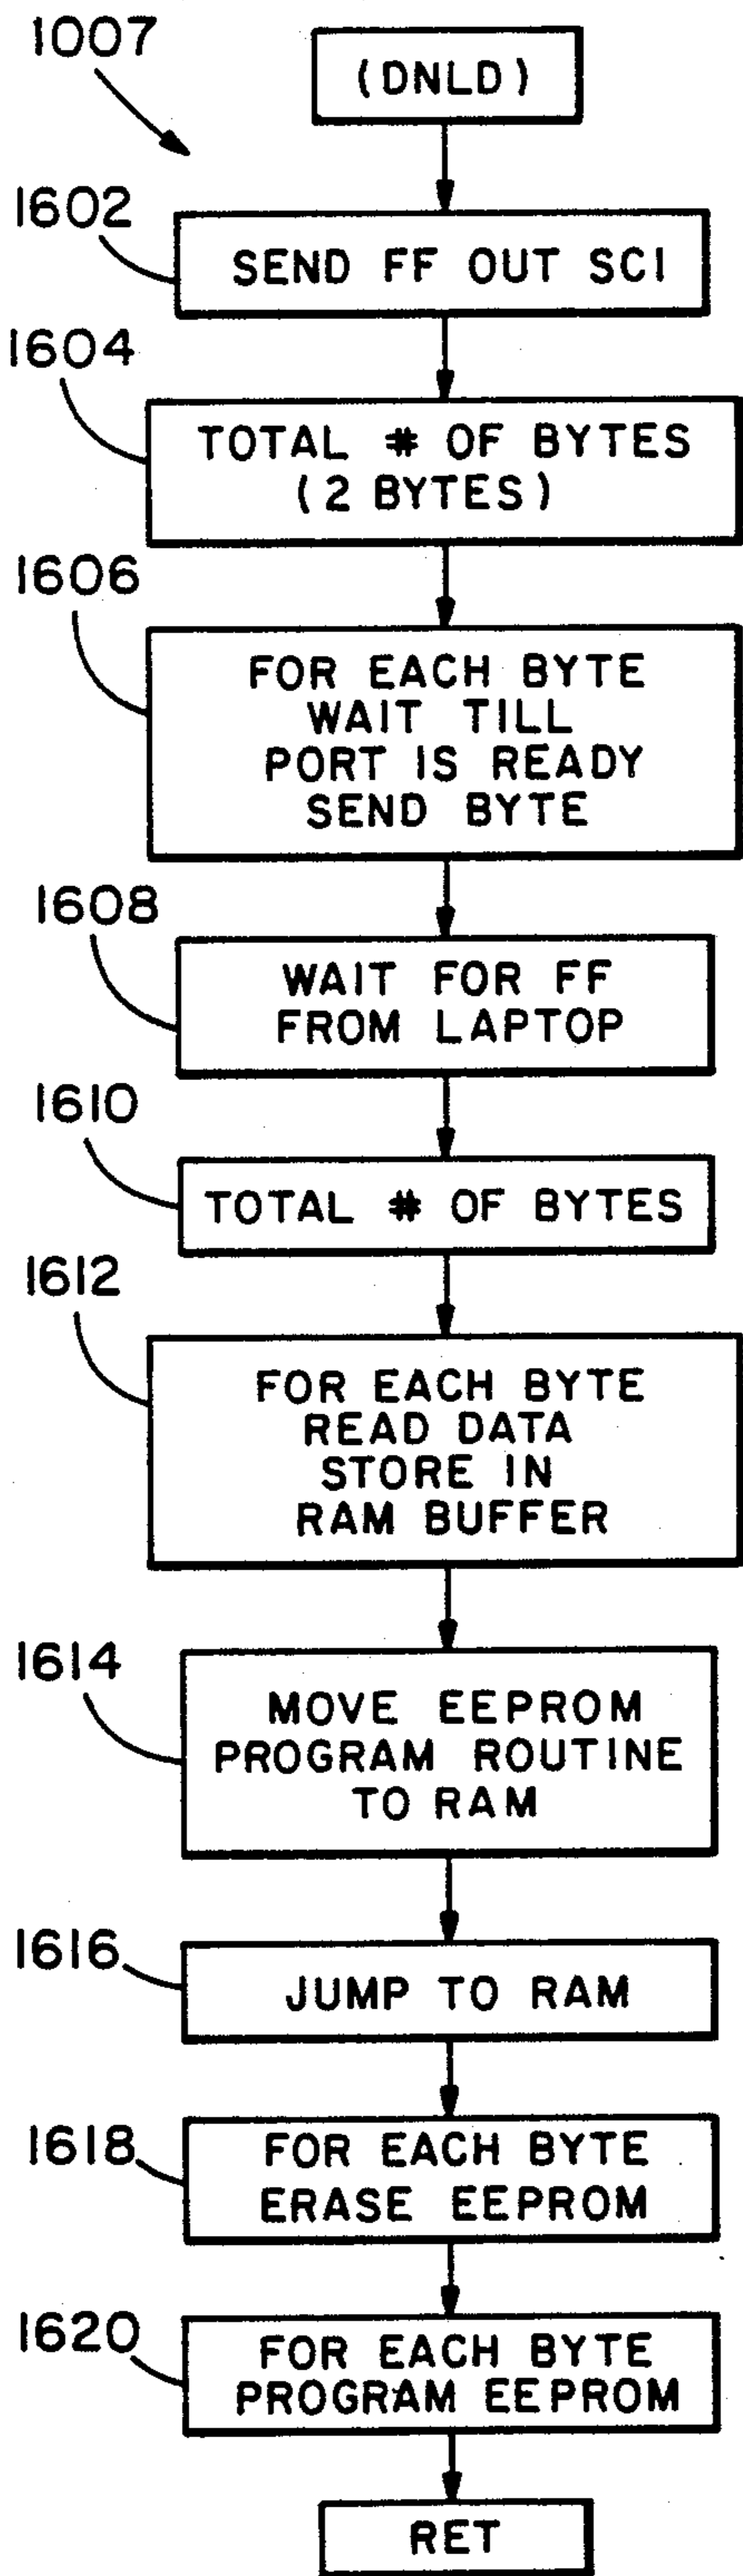 1007
(DNLD)
1602
SEND FF OUT SCI
1604
TOTAL # OF BYTES
(2 BYTES)
1606
FOR EACH BYTE
WAIT TILL
PORT IS READY
SEND BYTE
1608
WAIT FOR FF
FROM LAPTOP
1610
TOTAL # OF BYTES
1612
FOR EACH BYTE
READ DATA
STORE IN
RAM BUFFER
1614
MOVE EEPROM
PROGRAM ROUTINE
TO RAM
1616
JUMP TO RAM
1618
FOR EACH BYTE
ERASE EEPROM
1620
FOR EACH BYTE
PROGRAM EEPROM
RET